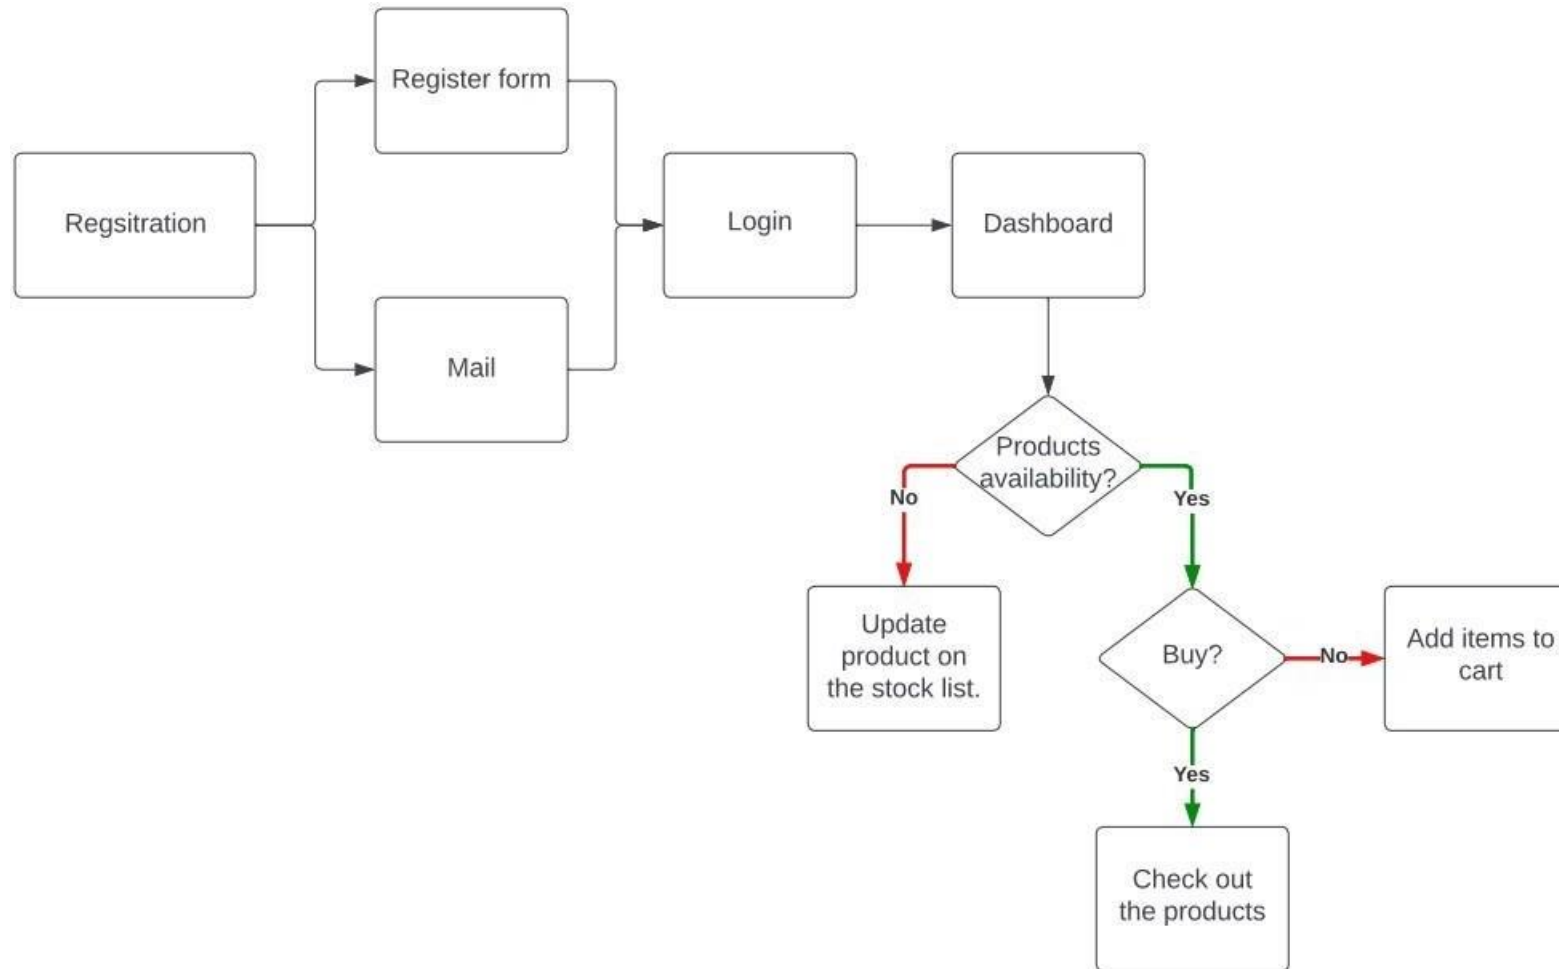 Register form
Regsitration
Login
Dashboard
Mail
Products
availability?
No
Yes
Update
product on
the stock list.
Buy?
No
Add items to
cart
Yes
Check out
the products